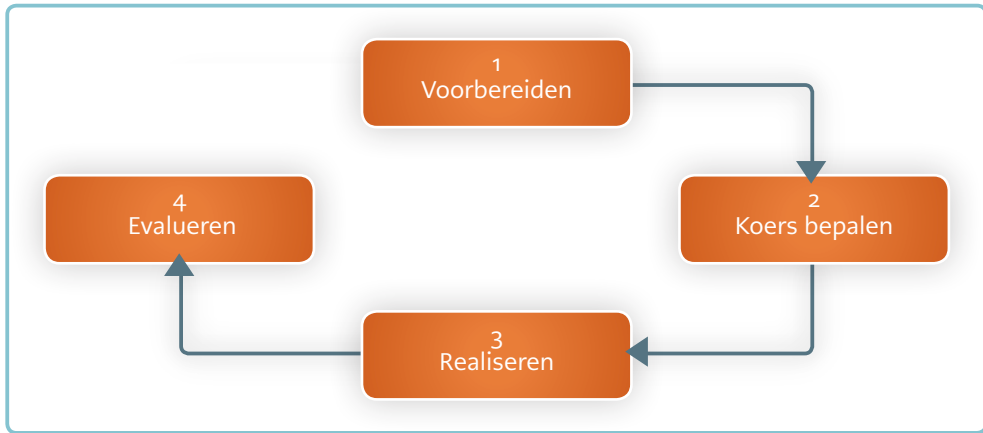 1
Voorbereiden
2
Koers bepalen
3
Realiseren
4
Evalueren